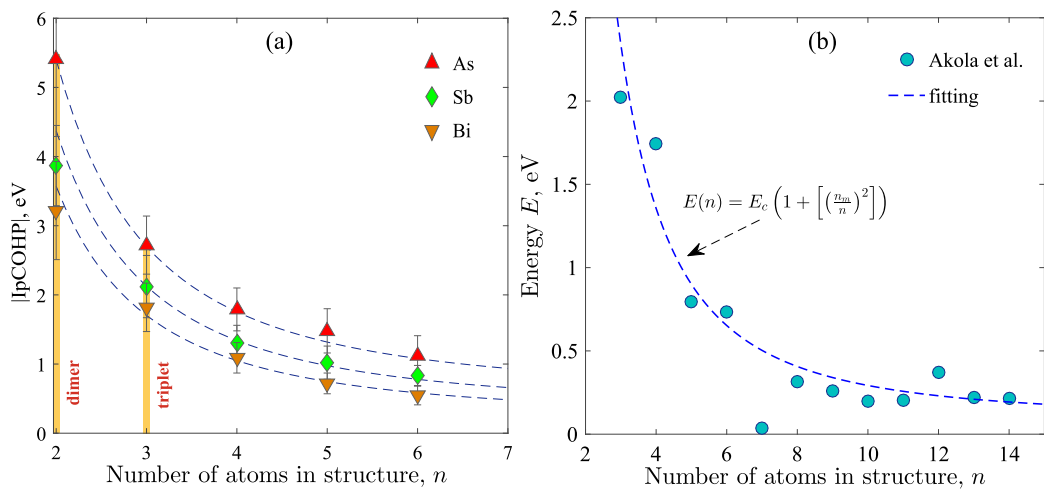 (a)
As
Sb
Bi
|IpCOHP|, eV
6
5
4
3
2
1
0
dimer
triplet
2 3 4 5 6 7
Number of atoms in structure, n
(b)
Akola et al.
fitting
E(n) = E_c (1 + [(n_m/n)^2])
Energy E, eV
2.5
2
1.5
1
0.5
0
2 4 6 8 10 12 14
Number of atoms in structure, n